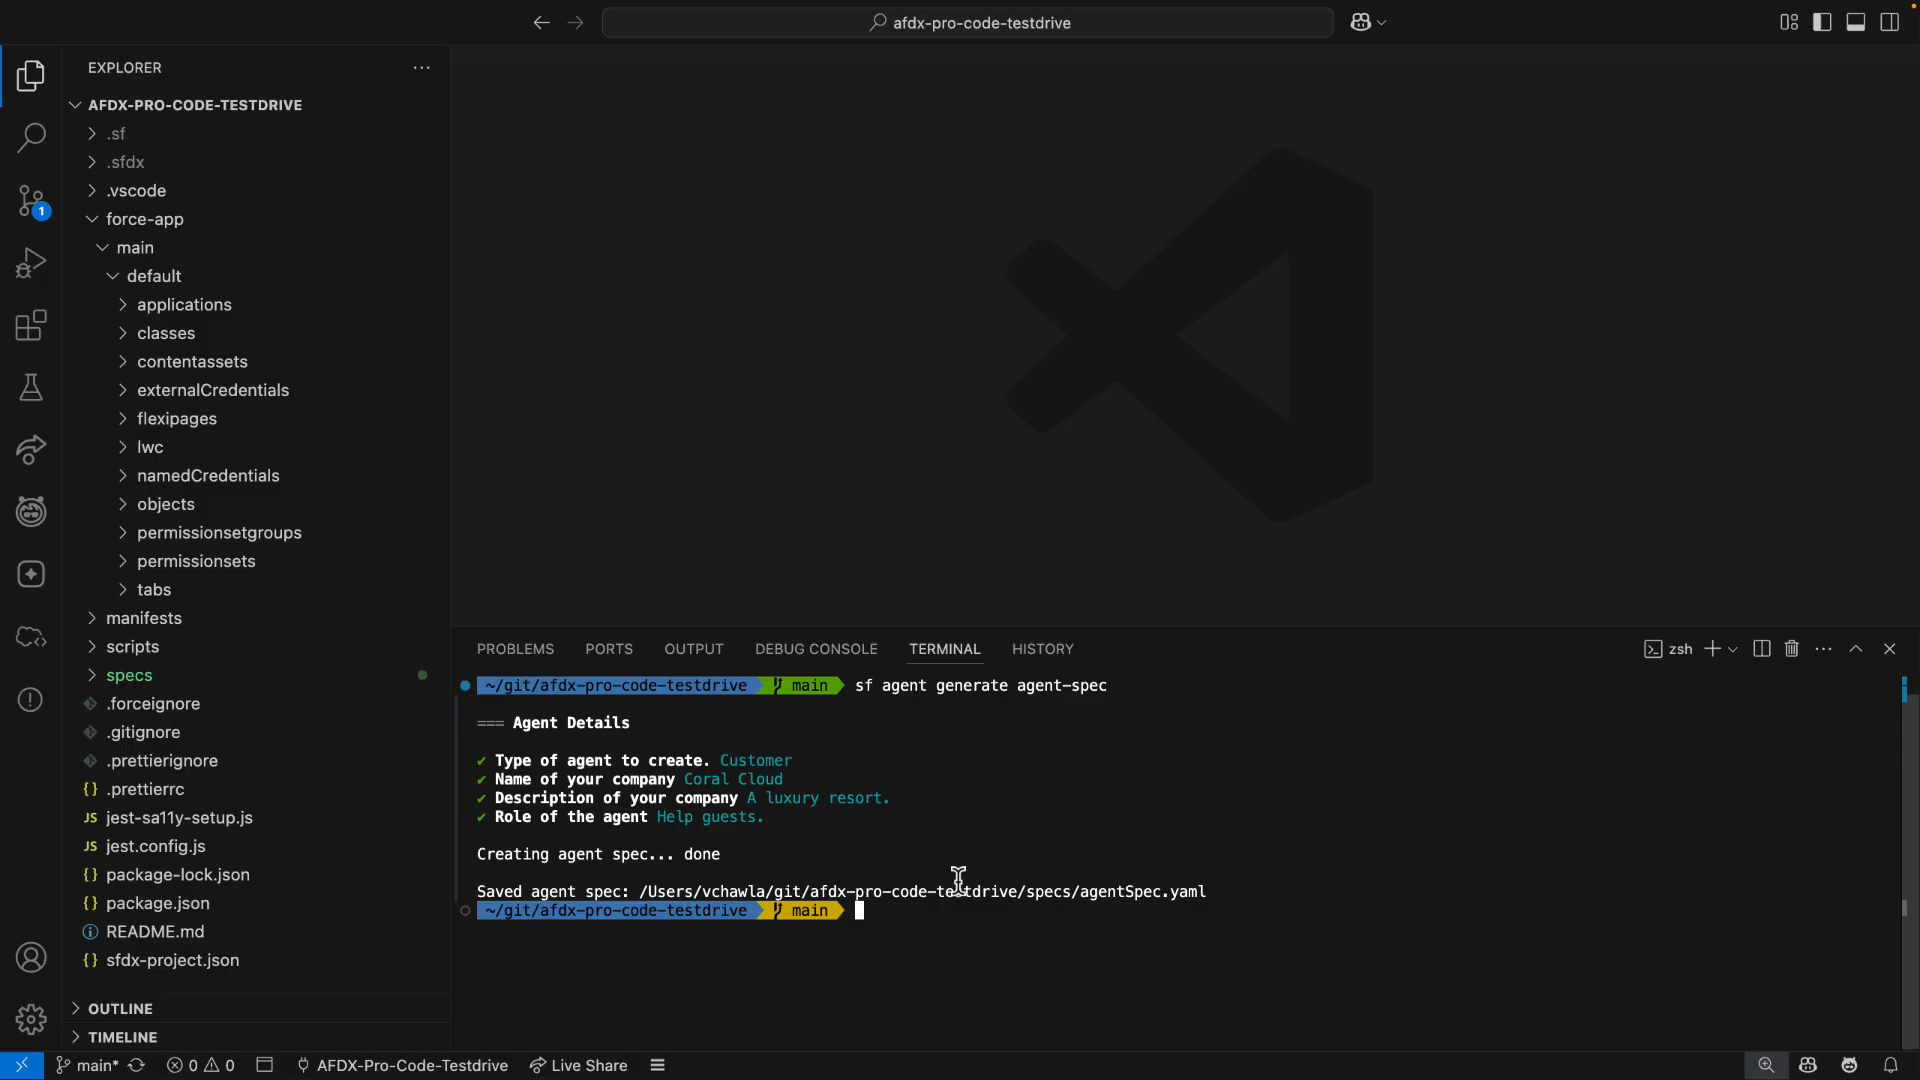 afdx-pro-code-testdrive
EXPLORER
AFDX-PRO-CODE-TESTDRIVE
.sf
.sfdx
.vscode
force-app
main
default
applications
classes
contentassets
externalCredentials
flexipages
lwc
namedCredentials
objects
permissionsetgroups
permissionsets
tabs
manifests
scripts
specs
.forceignore
.gitignore
.prettierignore
{} .prettierrc
JS jest-sa11y-setup.js
JS jest.config.js
{} package-lock.json
{} package.json
README.md
{} sfdx-project.json
OUTLINE
TIMELINE
1
PROBLEMS PORTS OUTPUT DEBUG CONSOLE TERMINAL HISTORY
zsh
~/git/afdx-pro-code-testdrive main sf agent generate agent-spec
=== Agent Details
✔ Type of agent to create. Customer
✔ Name of your company Coral Cloud
✔ Description of your company A luxury resort.
✔ Role of the agent Help guests.
Creating agent spec... done
Saved agent spec: /Users/vchawla/git/afdx-pro-code-testdrive/specs/agentSpec.yaml
~/git/afdx-pro-code-testdrive main
main* 0 0 AFDX-Pro-Code-Testdrive Live Share